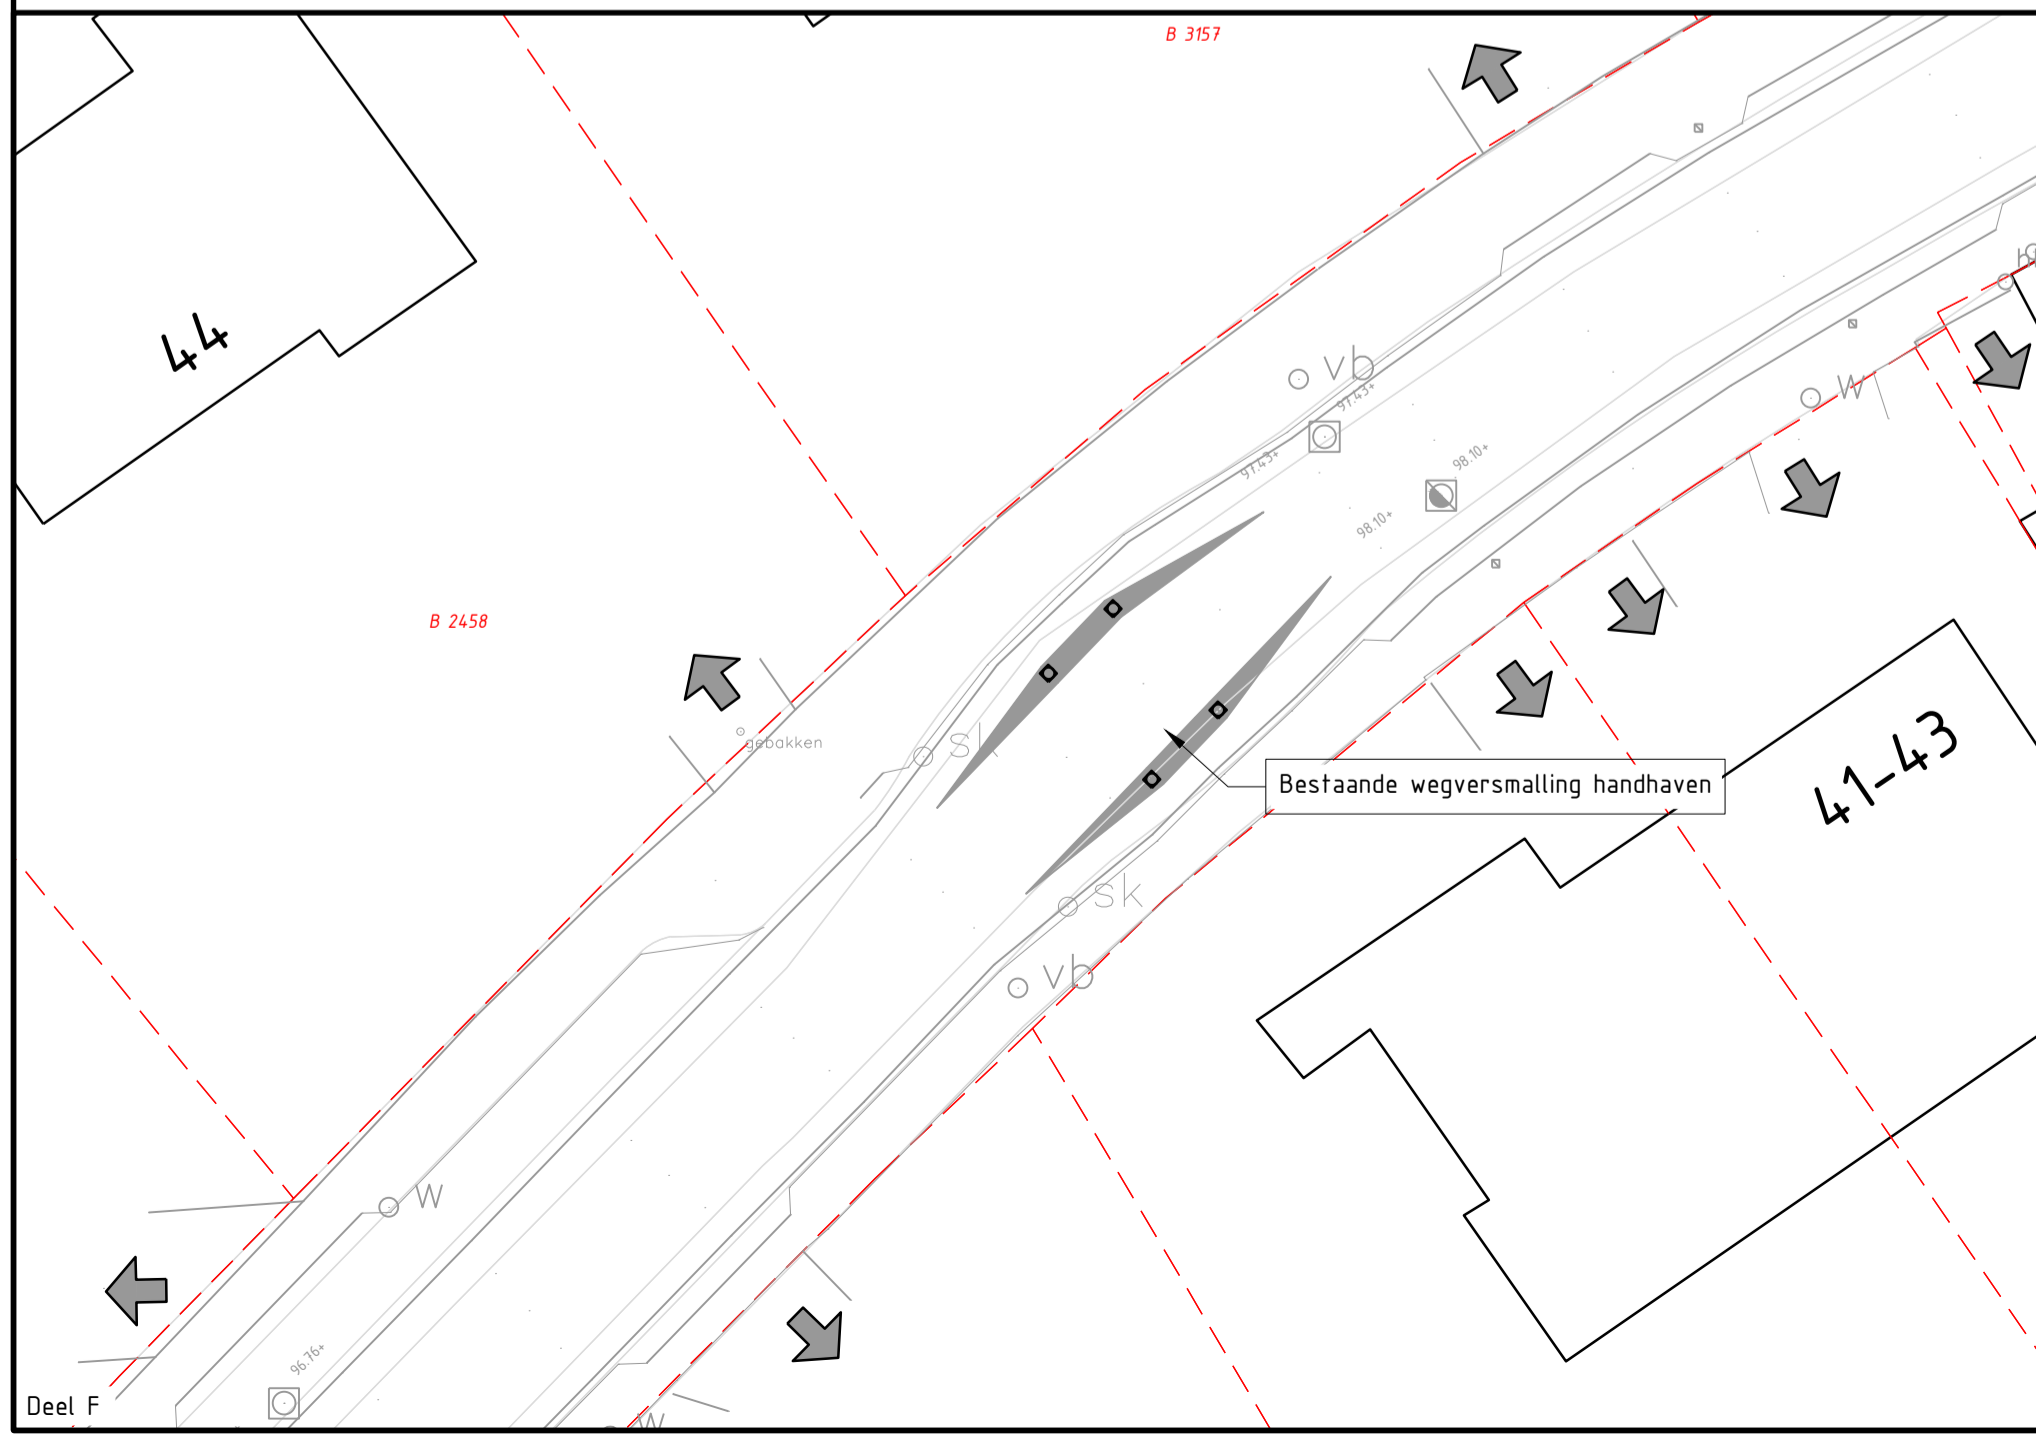 B 3157
44
vb
97.43+
97.43+
98.10+
98.10+
W
B 2458
gebakken
Sk
Bestaande wegversmalling handhaven
41-43
Sk
vb
W
96.76+
Deel F
W